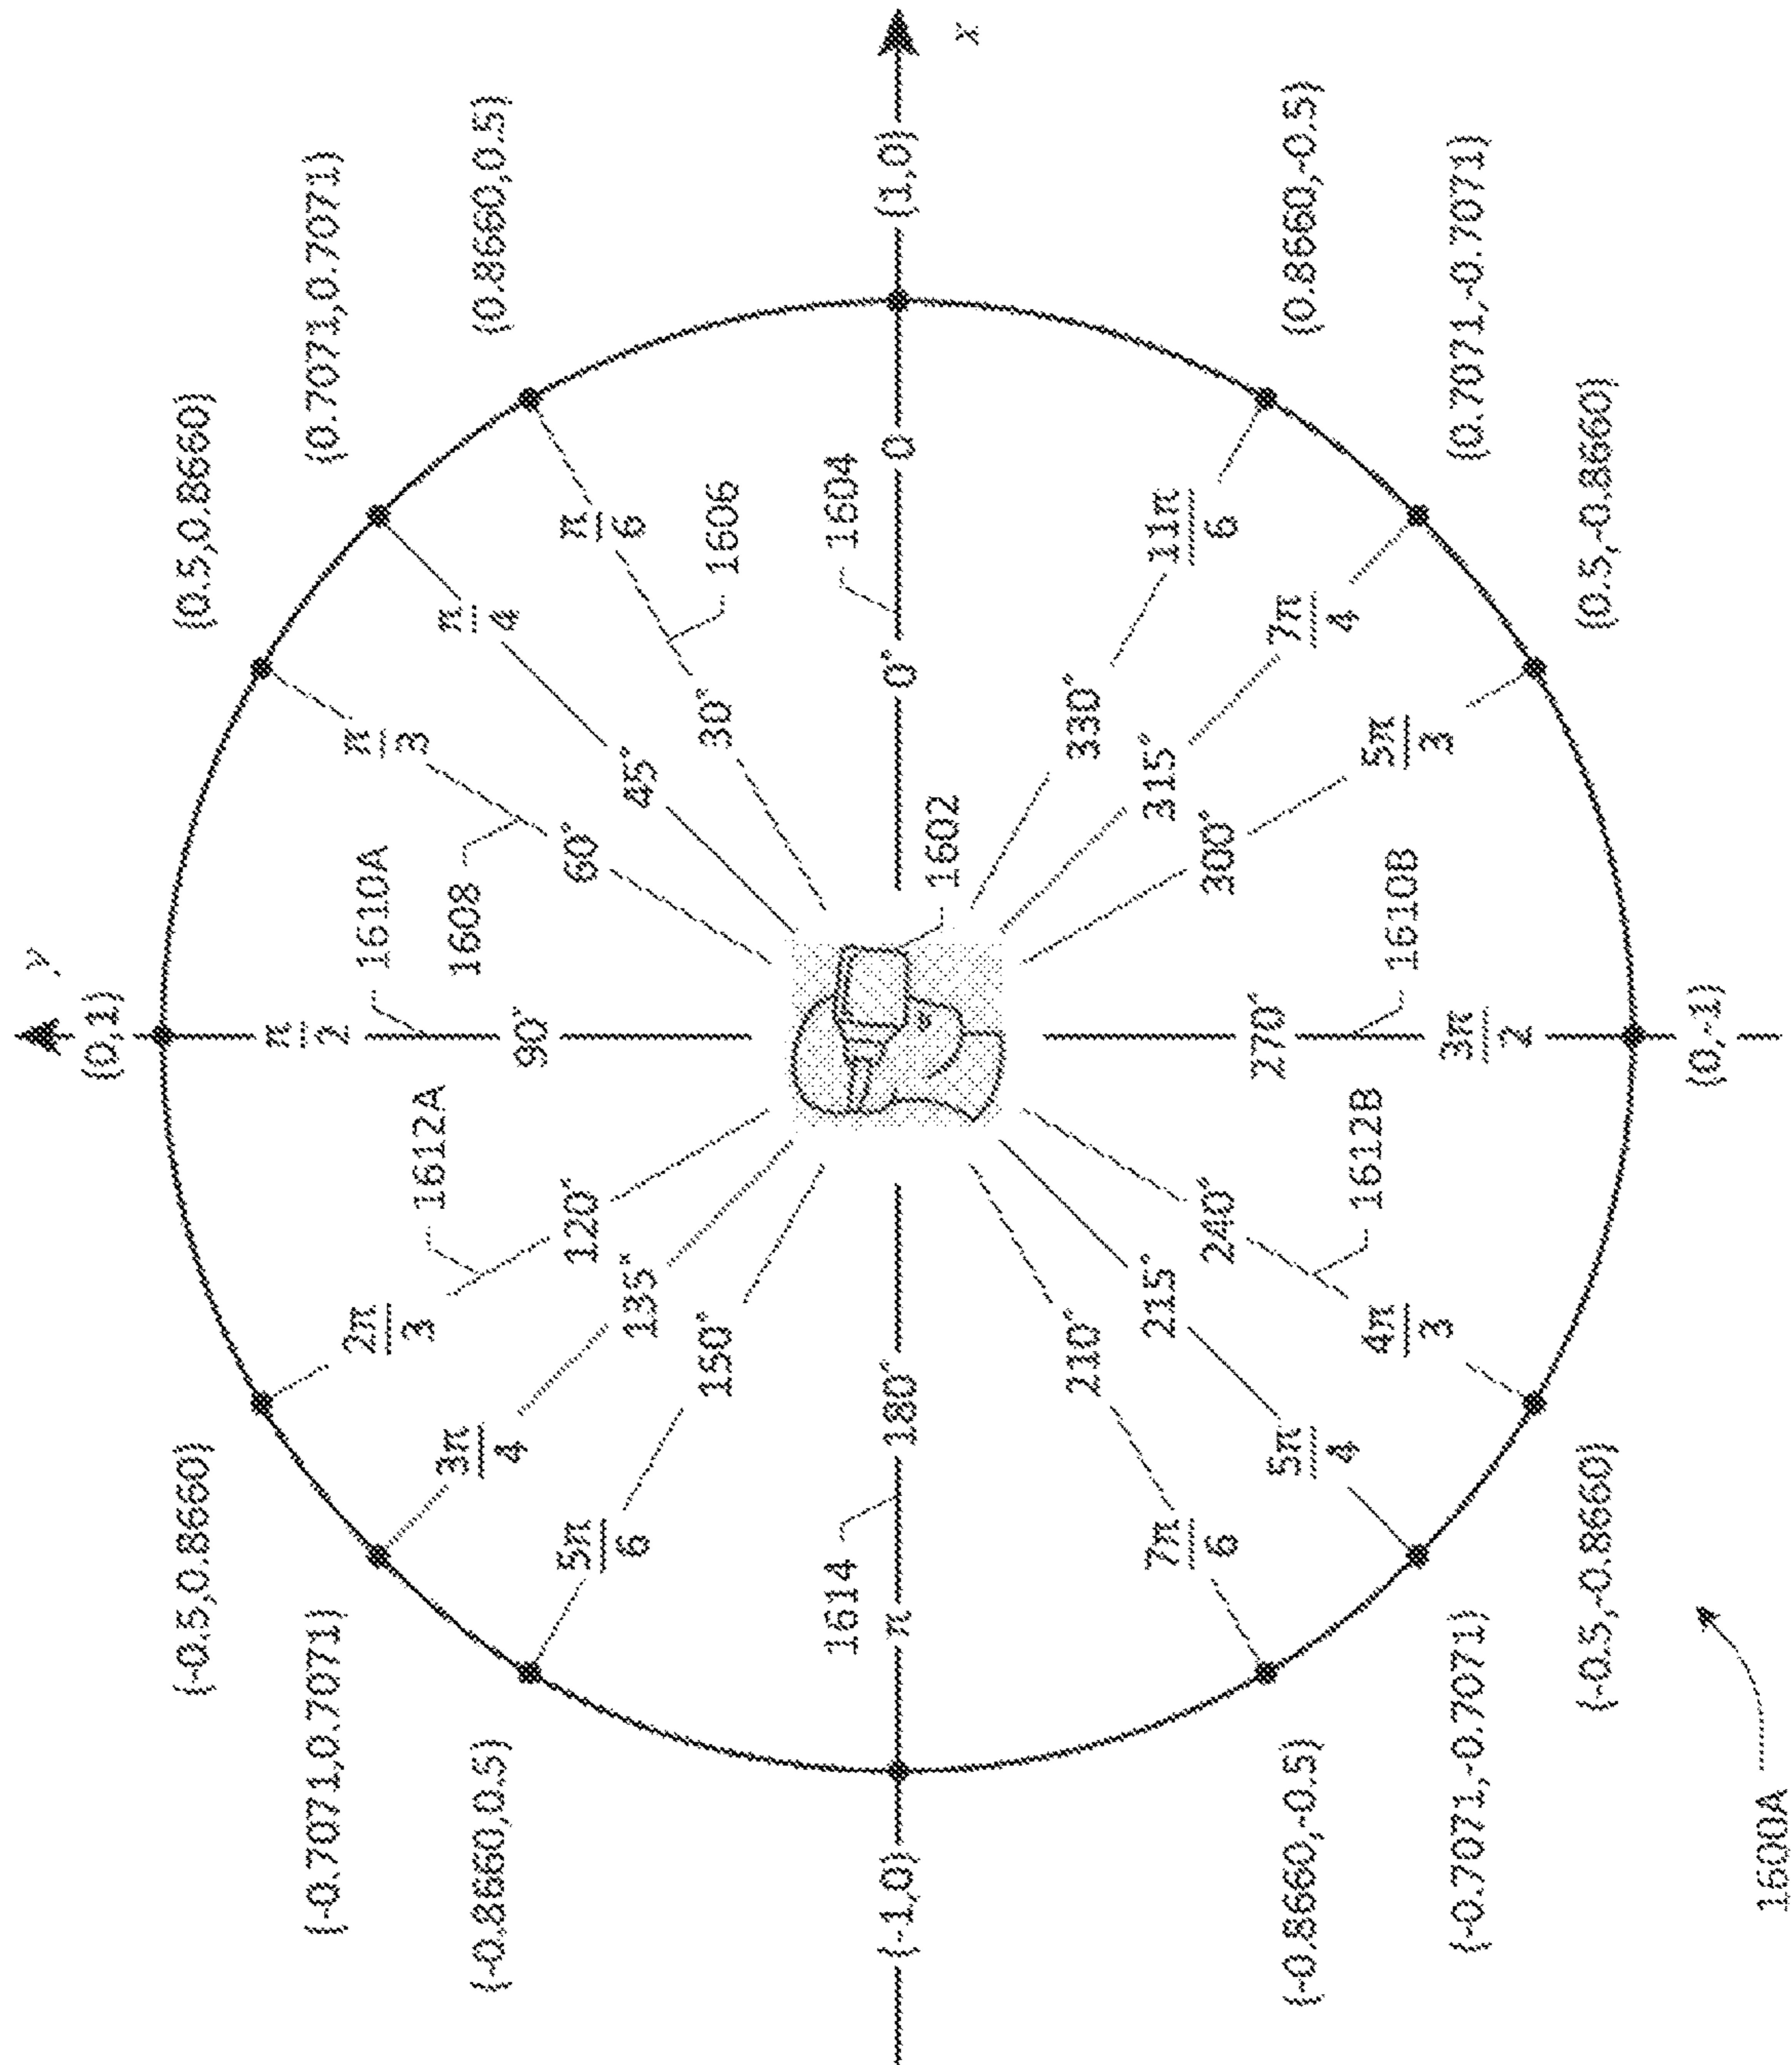 y
(0,1)
(-0.5,0.8660)
(0.5,0.8660)
(-0.7071,0.7071)
(0.7071,0.7071)
(-0.8660,0.5)
(0.8660,0.5)
π
2
2π
3
π
3
1612A
1610A
1608
3π
4
π
4
90°
120°
60°
5π
6
π
6
135°
45°
150°
30°
1606
1614
1604
(-1,0)
π
180°
0°
0
(1,0)
x
1602
210°
330°
7π
6
11π
6
215°
315°
240°
300°
270°
5π
4
7π
4
(-0.8660,-0.5)
(0.8660,-0.5)
1612B
1610B
4π
3
5π
3
3π
2
(-0.7071,-0.7071)
(0.7071,-0.7071)
(-0.5,-0.8660)
(0.5,-0.8660)
(0,-1)
1600A